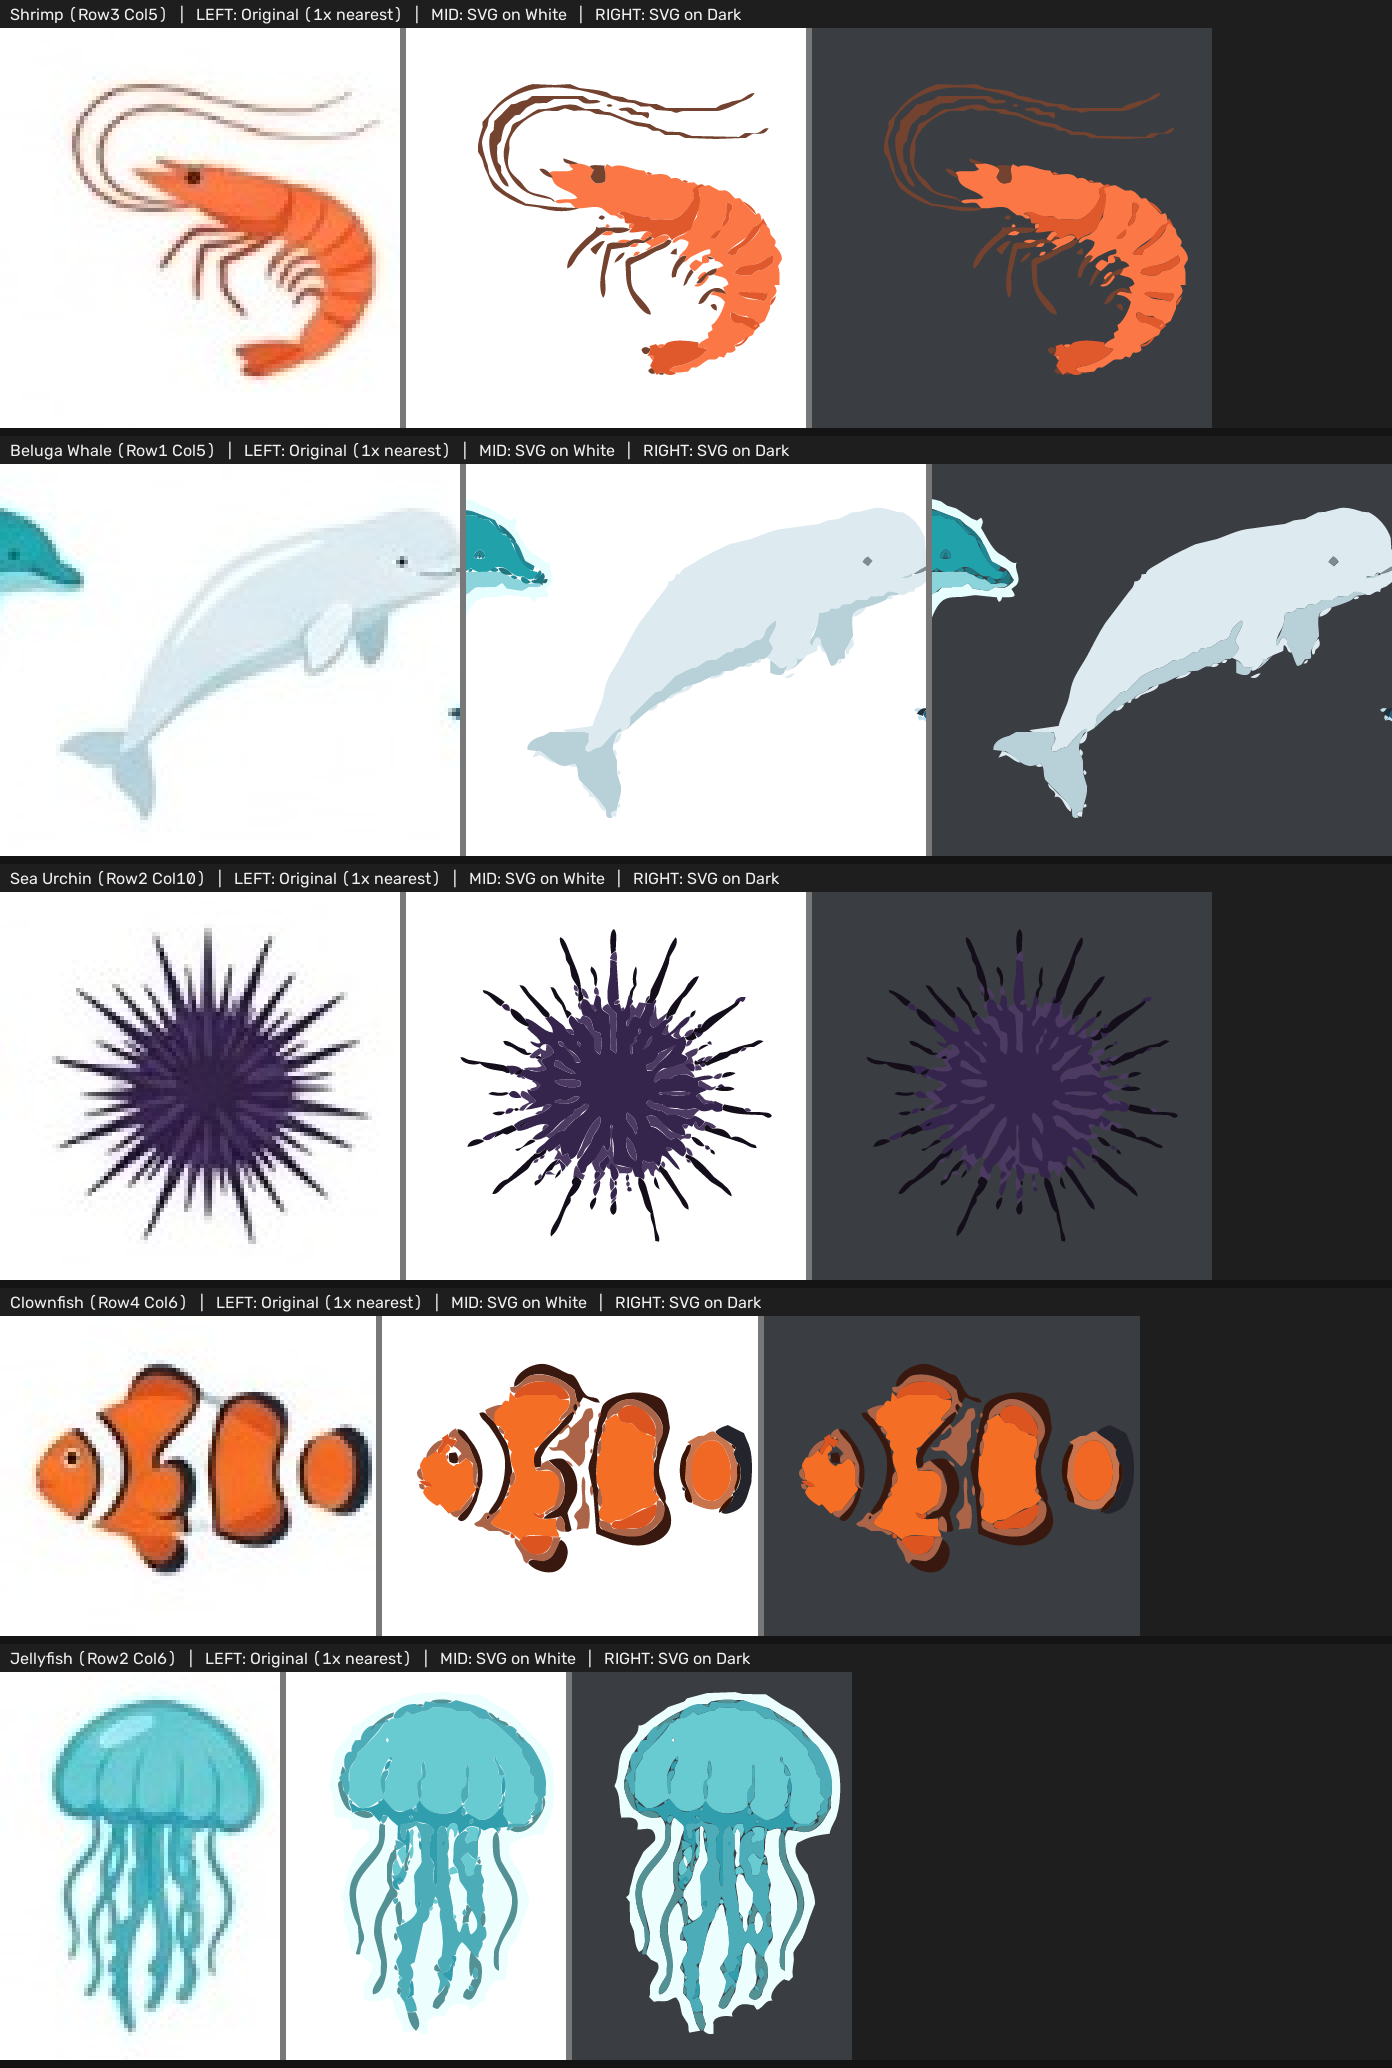 Shrimp (Row3 Col5) | LEFT: Original (1x nearest) | MID: SVG on White | RIGHT: SVG on Dark
Beluga Whale (Row1 Col5) | LEFT: Original (1x nearest) | MID: SVG on White | RIGHT: SVG on Dark
Sea Urchin (Row2 Col10) | LEFT: Original (1x nearest) | MID: SVG on White | RIGHT: SVG on Dark
Clownfish (Row4 Col6) | LEFT: Original (1x nearest) | MID: SVG on White | RIGHT: SVG on Dark
Jellyfish (Row2 Col6) | LEFT: Original (1x nearest) | MID: SVG on White | RIGHT: SVG on Dark